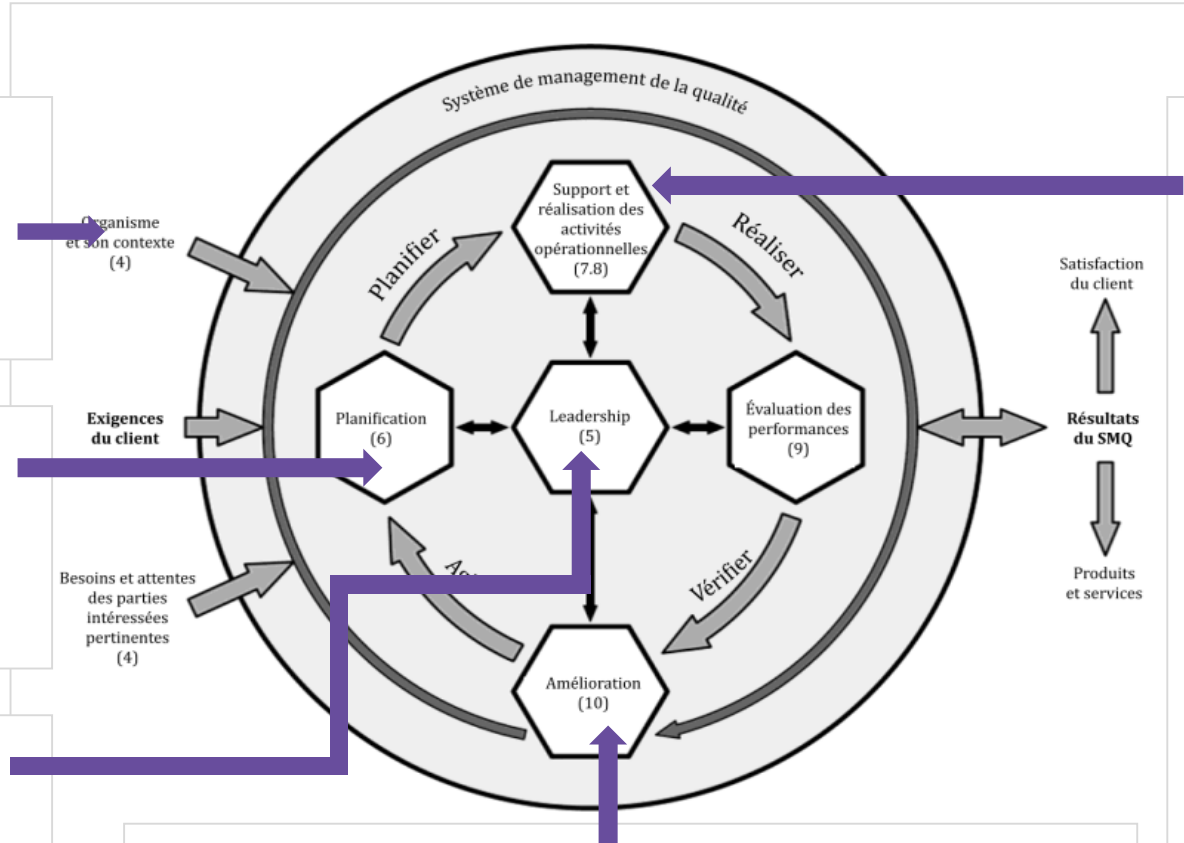 Système de management de la qualité
Support et
réalisation des
activités
opérationnelles
(7.8)
Planifier
Réaliser
Organisme
et son contexte
(4)
Satisfaction
du client
Exigences
du client
Planification
(6)
Leadership
(5)
Évaluation des
performances
(9)
Résultats
du SMQ
Besoins et attentes
des parties
intéressées
pertinentes
(4)
Vérifier
Produits
et services
Amélioration
(10)